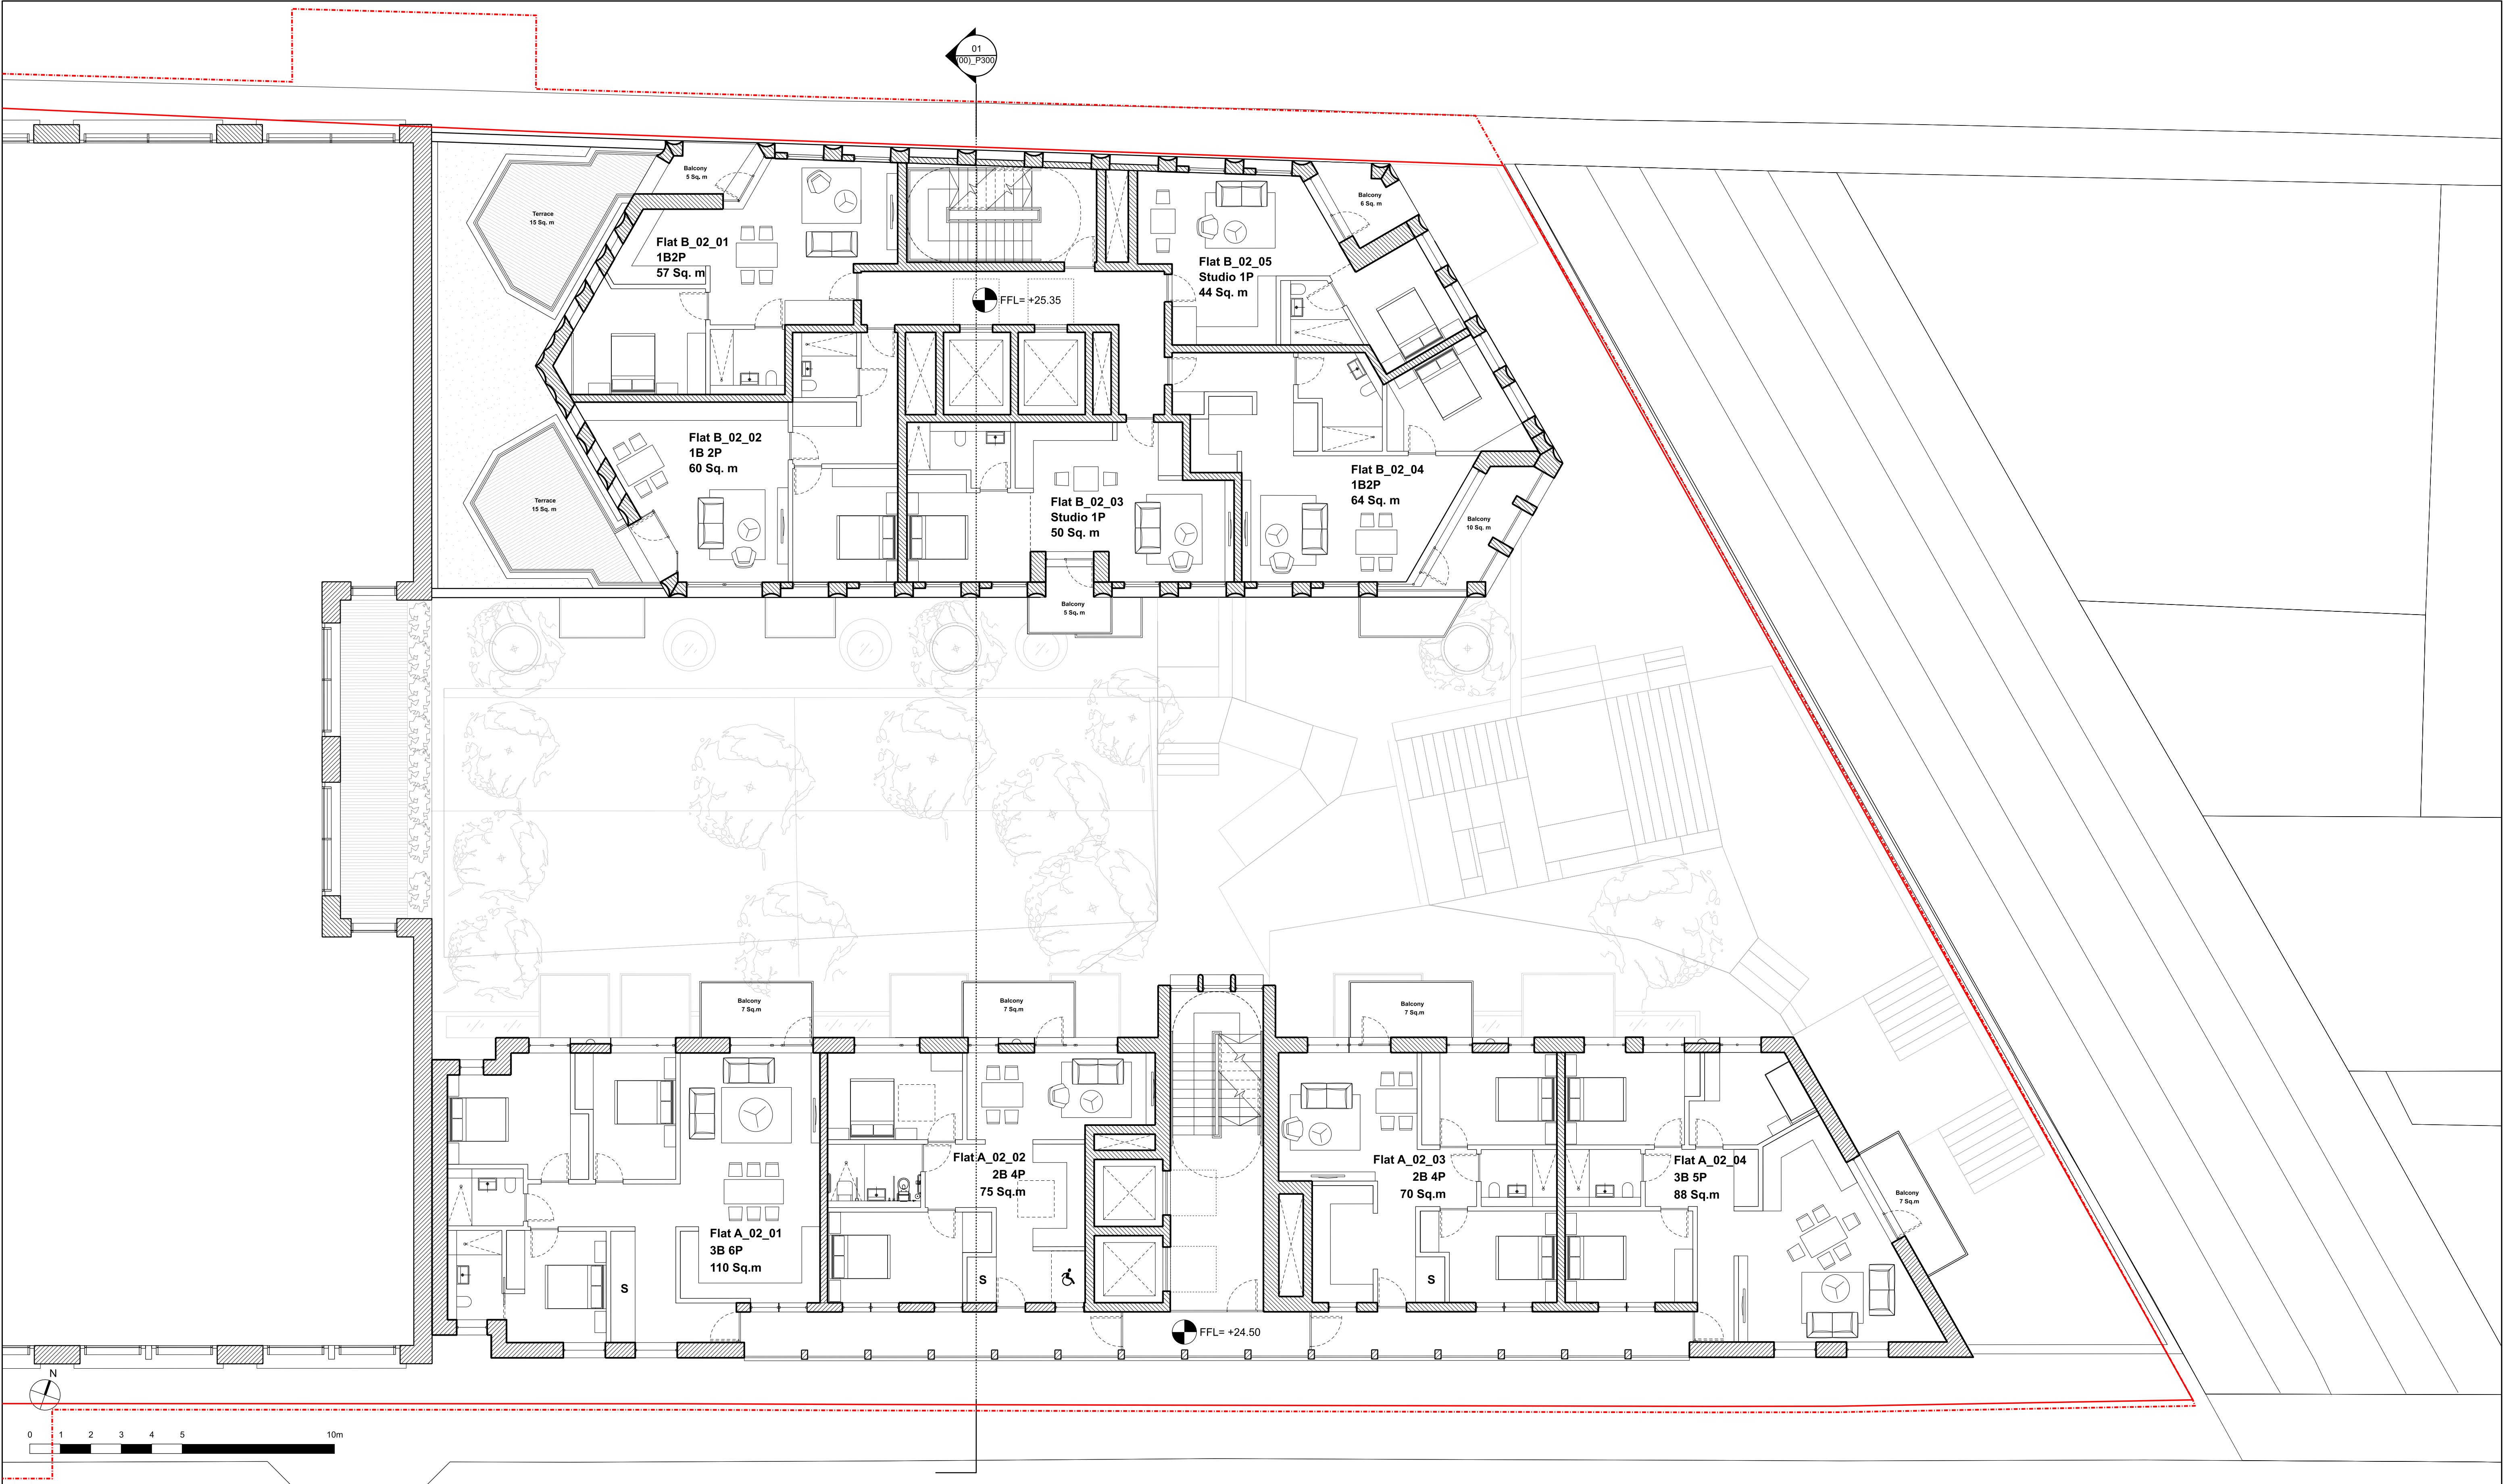 01
(00)_P300
Balcony
5 Sq. m
Terrace
15 Sq. m
Flat B_02_01
1B2P
57 Sq. m
FFL= +25.35
Flat B_02_05
Studio 1P
44 Sq. m
Balcony
6 Sq. m
Flat B_02_02
1B 2P
60 Sq. m
Terrace
15 Sq. m
Flat B_02_03
Studio 1P
50 Sq. m
Balcony
5 Sq. m
Flat B_02_04
1B2P
64 Sq. m
Balcony
10 Sq. m
Balcony
7 Sq.m
Balcony
7 Sq.m
Balcony
7 Sq.m
Flat A_02_01
3B 6P
110 Sq.m
S
Flat A_02_02
2B 4P
75 Sq.m
S
Flat A_02_03
2B 4P
70 Sq.m
S
Flat A_02_04
3B 5P
88 Sq.m
Balcony
7 Sq.m
FFL= +24.50
N
0 1 2 3 4 5 10m